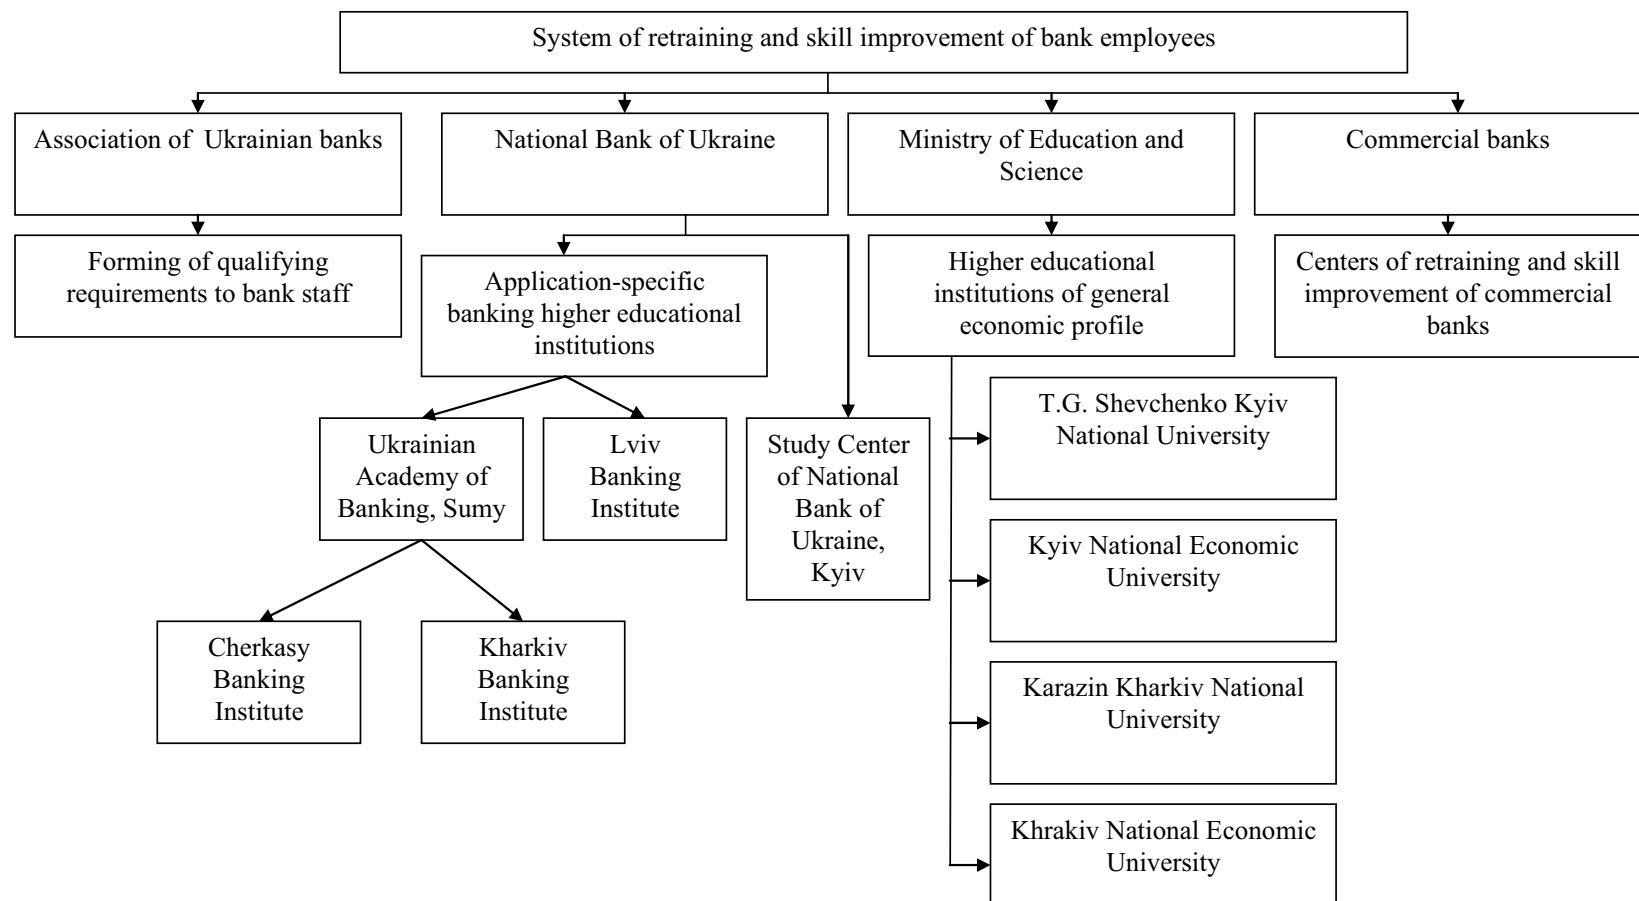 System of retraining and skill improvement of bank employees
Association of  Ukrainian banks
National Bank of Ukraine
Ministry of Education and
Science
Commercial banks
Forming of qualifying
requirements to bank staff
Application-specific
banking higher educational
institutions
Higher educational
institutions of general
economic profile
Centers of retraining and skill
improvement of commercial
banks
Ukrainian
Academy of
Banking, Sumy
Lviv
Banking
Institute
Study Center
of National
Bank of
Ukraine,
Kyiv
T.G. Shevchenko Kyiv
National University
Kyiv National Economic
University
Cherkasy
Banking
Institute
Kharkiv
Banking
Institute
Karazin Kharkiv National
University
Khrakiv National Economic
University